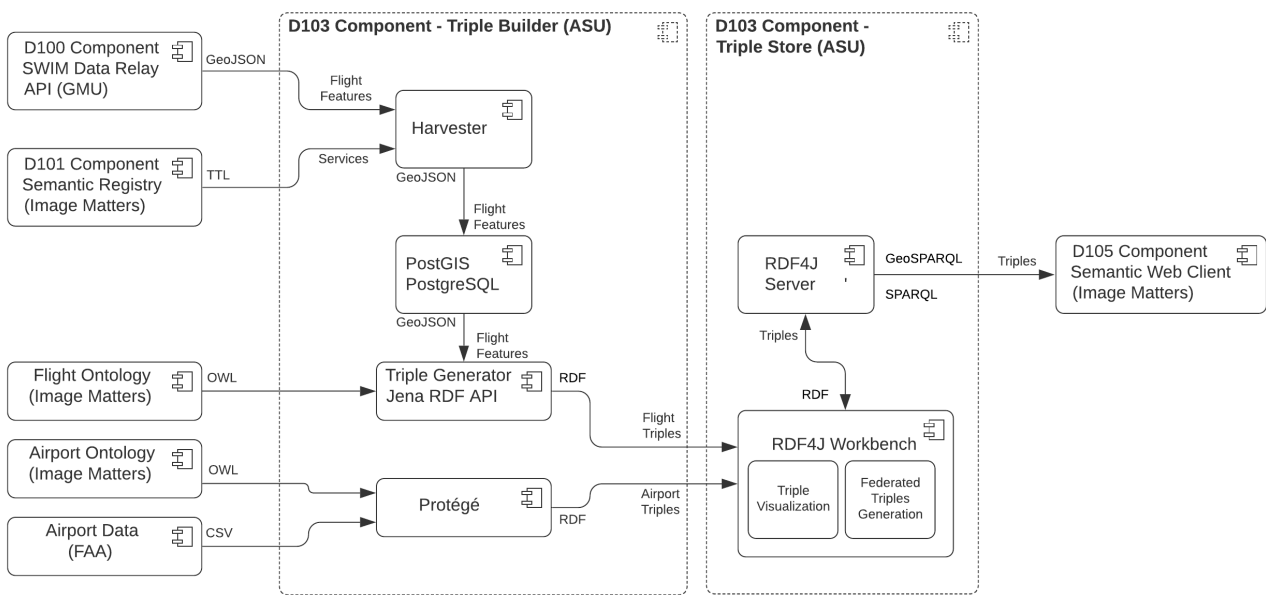 D103 Component - Triple Builder (ASU)
D103 Component -
Triple Store (ASU)
D100 Component
SWIM Data Relay
API (GMU)
GeoJSON
Flight
Features
Harvester
D101 Component
Semantic Registry
(Image Matters)
TTL
Services
GeoJSON
Flight
Features
PostGIS
PostgreSQL
GeoJSON
Flight
Features
Flight Ontology
(Image Matters)
OWL
Triple Generator
Jena RDF API
RDF
Flight
Triples
Airport Ontology
(Image Matters)
OWL
Airport Data
(FAA)
CSV
Protégé
RDF
Airport
Triples
RDF4J
Server '
GeoSPARQL
SPARQL
Triples
D105 Component
Semantic Web Client
(Image Matters)
Triples
RDF
RDF4J Workbench
Triple
Visualization
Federated
Triples
Generation